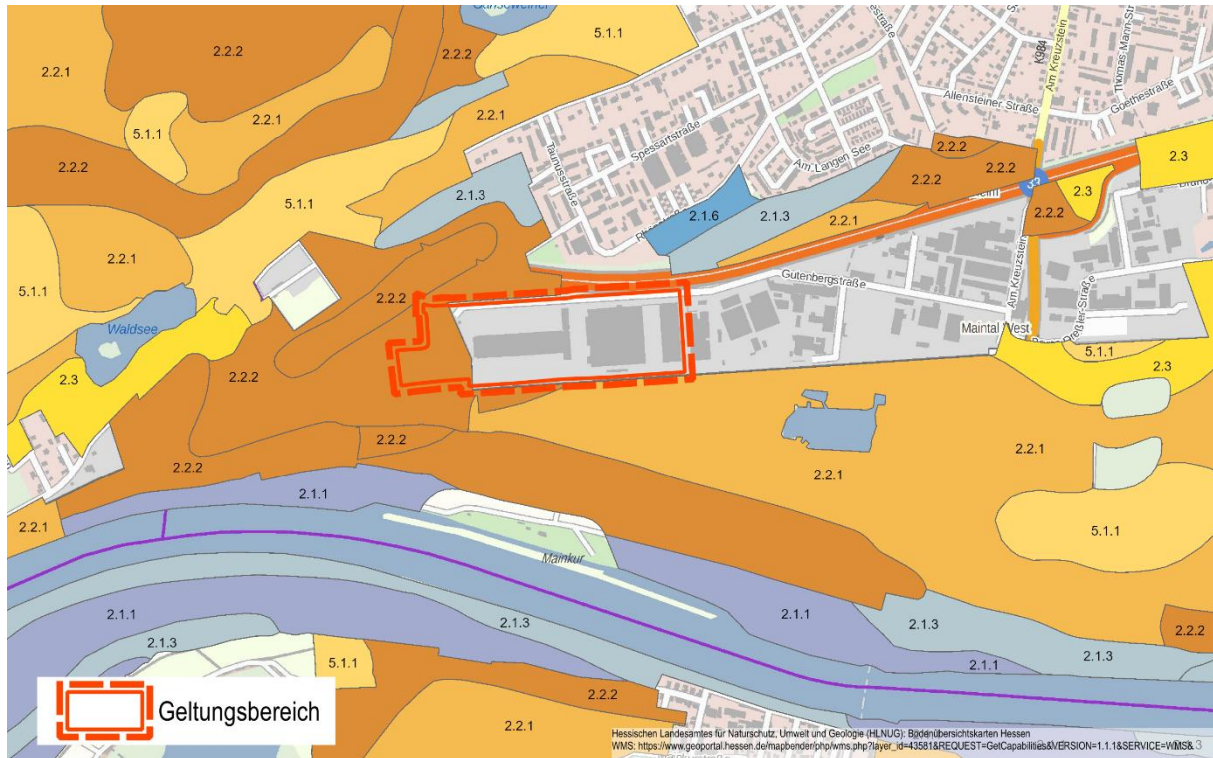 Gänseweiher
2.2.2
2.2.2
5.1.1
2.2.1
2.2.1
2.2.1
5.1.1
2.2.2
Am Kreuzstein
K984
Thomas-Mann-Str
Allensteiner Straße
Goethestraße
Spessartstraße
Taunusstraße
Am Langen See
2.2.2
2.2.2
2.3
2.3
2.2.2
5.1.1
2.1.3
2.1.6
2.1.3
2.2.1
2.2.1
5.1.1
2.2.2
Gutenbergstraße
Am Kreuzstein
Waldsee
Maintal West
5.1.1
2.3
2.3
2.2.2
2.2.2
2.2.1
2.2.1
2.2.2
2.1.1
2.2.1
5.1.1
Mainkur
2.1.1
2.1.3
2.1.1
2.1.3
2.1.3
2.2.2
2.1.1
2.1.3
5.1.1
2.2.2
2.2.1
Geltungsbereich
Hessischen Landesamtes für Naturschutz, Umwelt und Geologie (HLNUG): Bodenübersichtskarten Hessen
WMS: https://www.geoportal.hessen.de/mapbender/php/wms.php?layer_id=43581&REQUEST=GetCapabilities&VERSION=1.1.1&SERVICE=WMS&